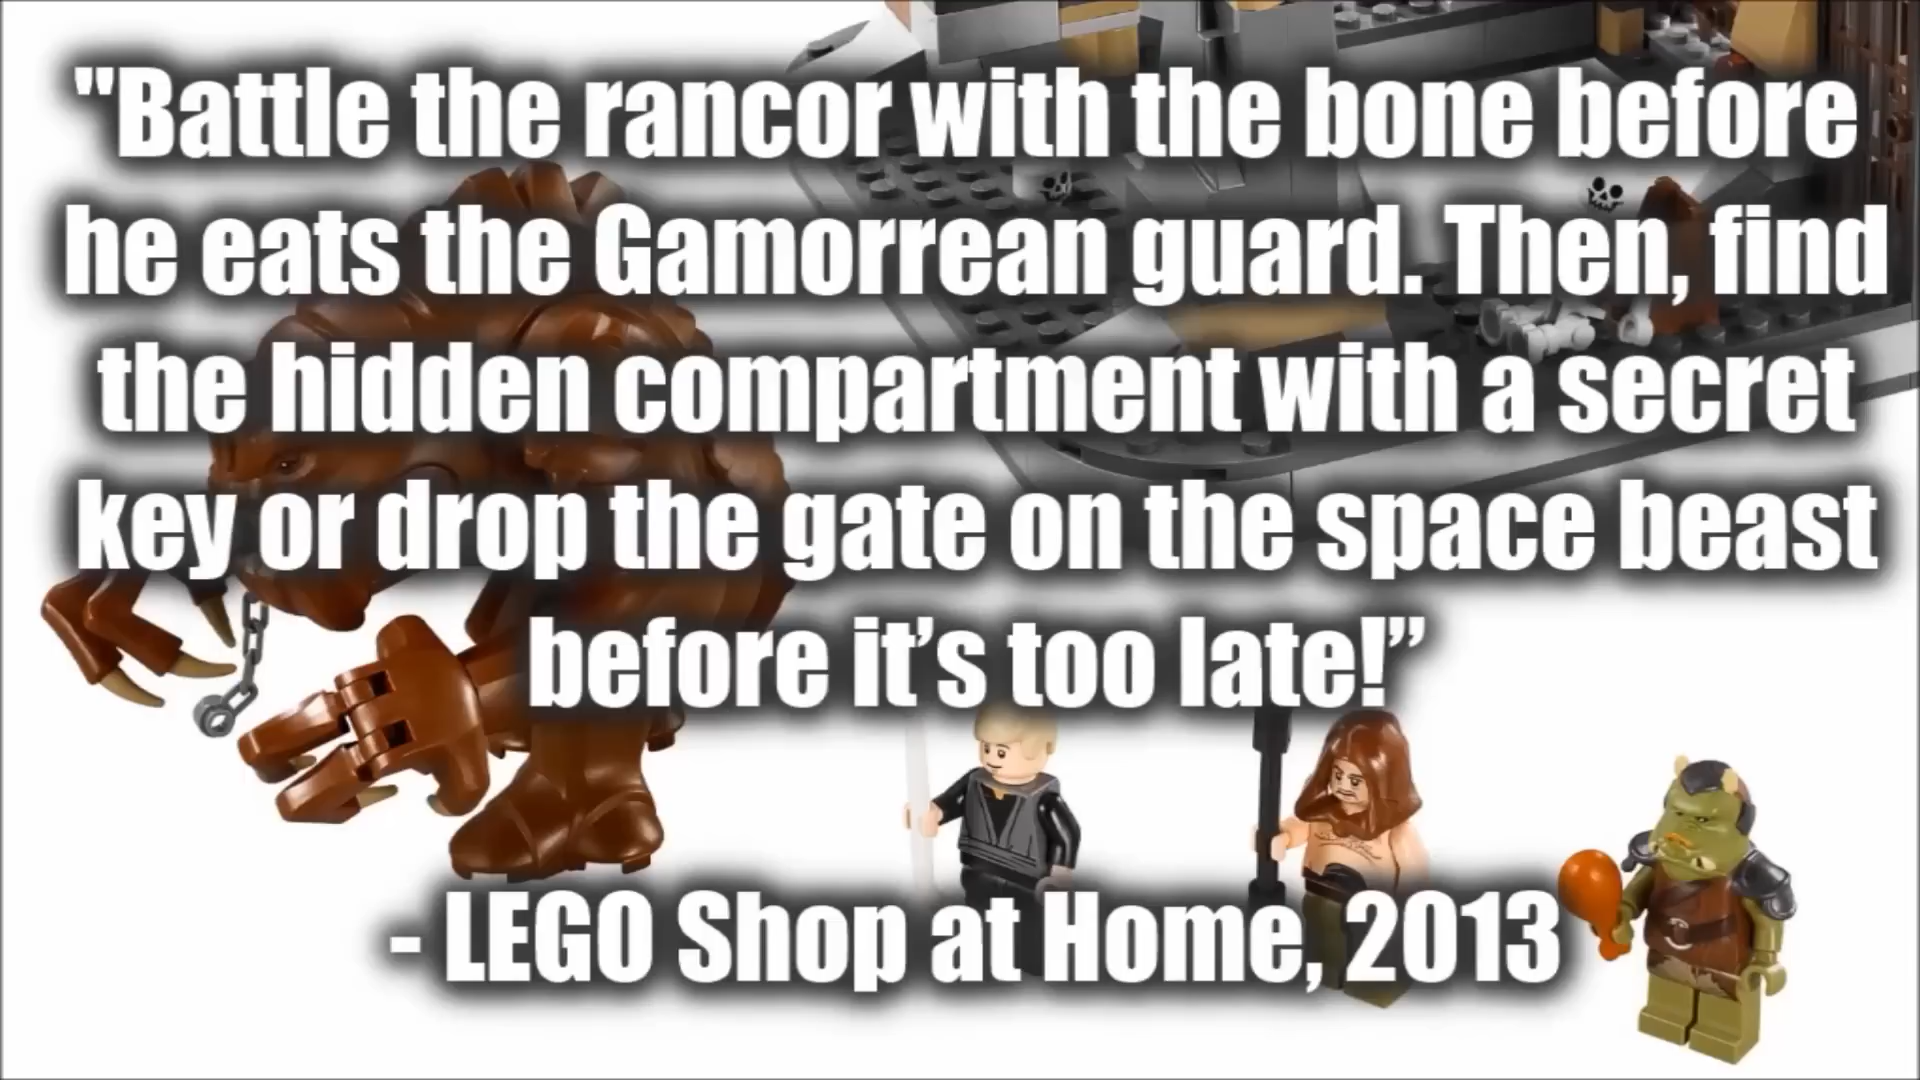 "Battle the rancor with the bone before
he eats the Gamorrean guard. Then, find
the hidden compartment with a secret
key or drop the gate on the space beast
before it’s too late!”
- LEGO Shop at Home, 2013